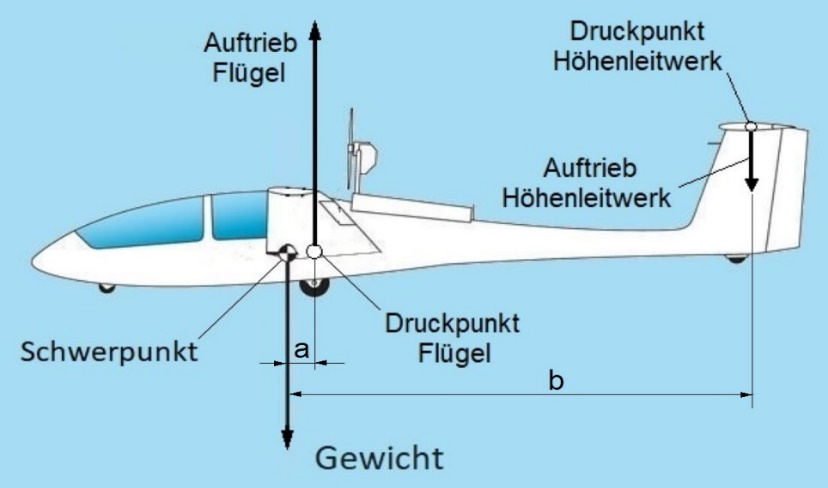 Auftrieb
Flügel
Druckpunkt
Höhenleitwerk
Auftrieb
Höhenleitwerk
Schwerpunkt
a
Druckpunkt
Flügel
b
Gewicht